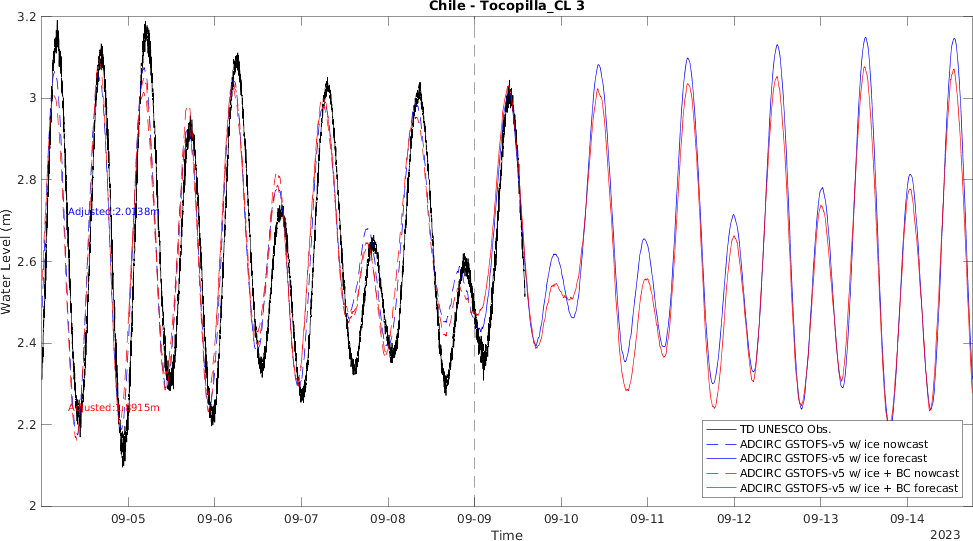 Chile - Tocopilla_CL 3
3.2
3
2.8
2.6
2.4
2.2
2
Water Level (m)
Adjusted:2.0138m
09-05
09-06
09-07
09-08
09-09
09-10
09-11
09-12
09-13
09-14
Time
2023
TD UNESCO Obs.
ADCIRC GSTOFS-v5 w/ ice nowcast
ADCIRC GSTOFS-v5 w/ ice forecast
ADCIRC GSTOFS-v5 w/ ice + BC nowcast
ADCIRC GSTOFS-v5 w/ ice + BC forecast